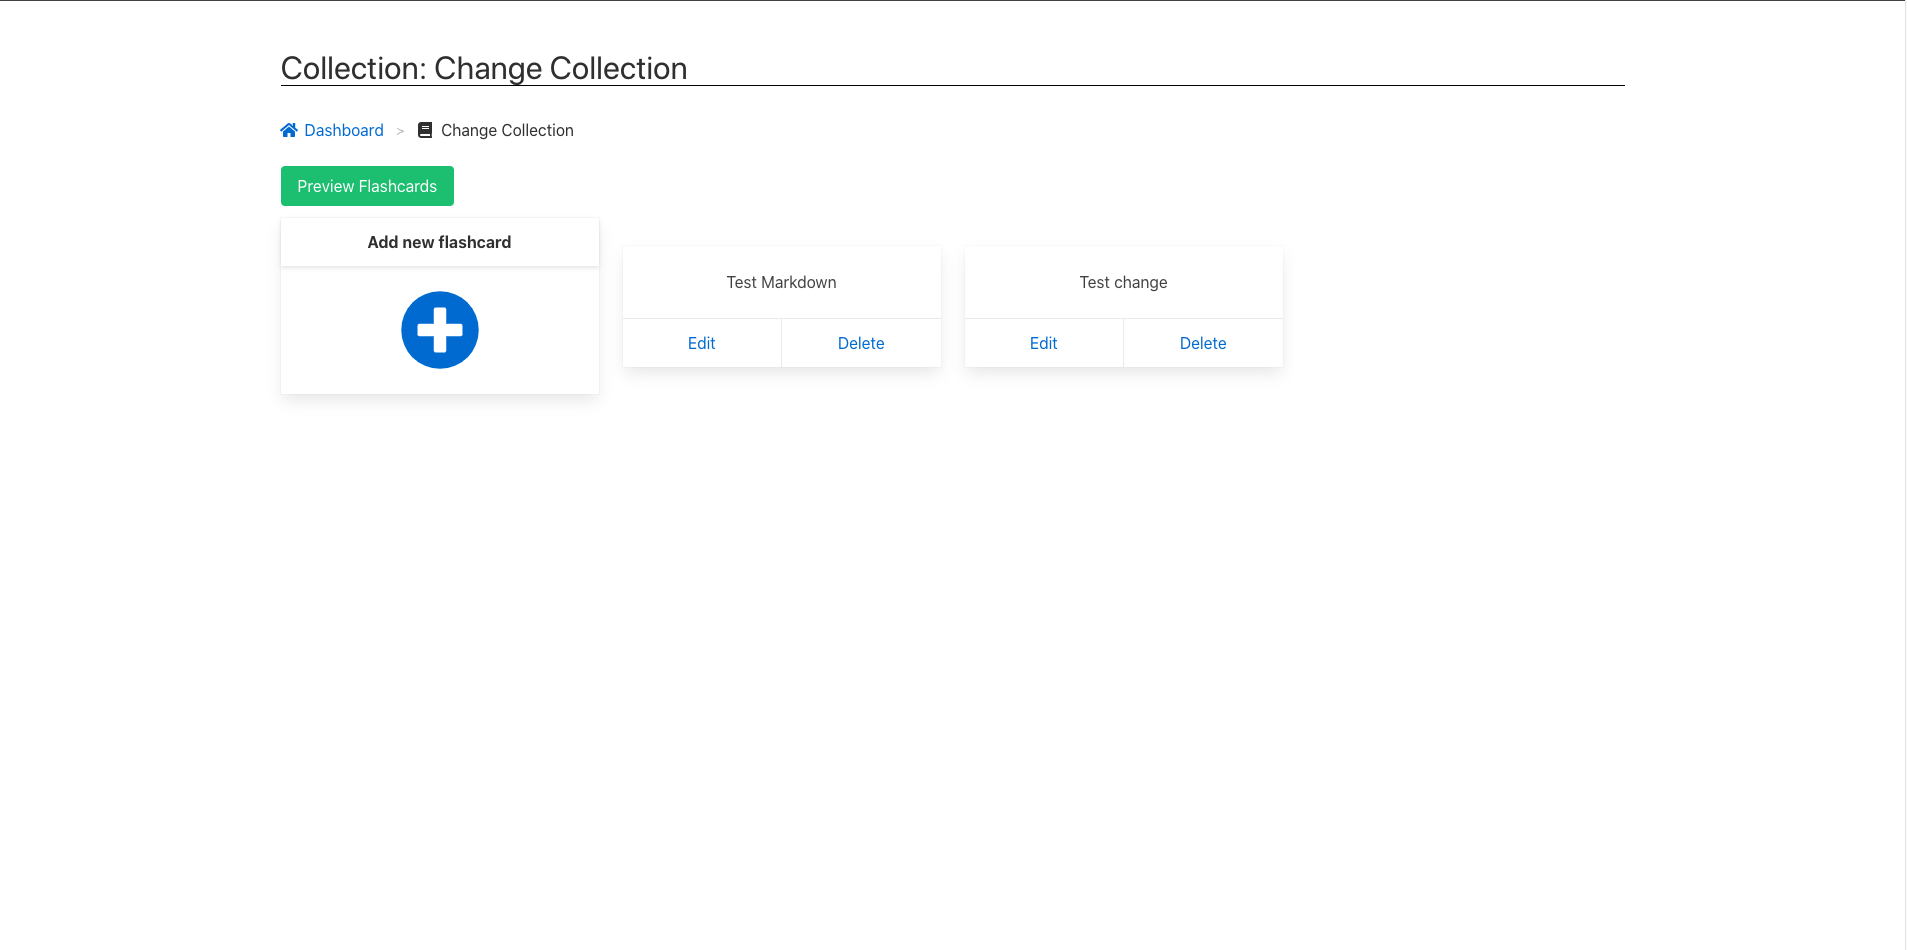 Collection: Change Collection
Dashboard > Change Collection
Preview Flashcards
Add new flashcard
Test Markdown
Edit Delete
Test change
Edit Delete